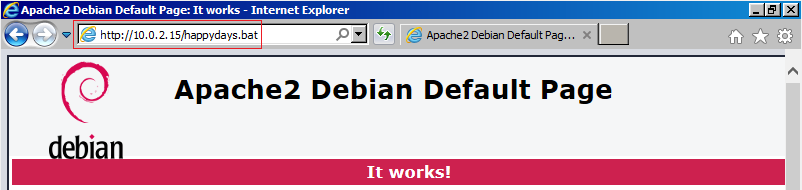 Apache2 Debian Default Page: It works - Internet Explorer
http://10.0.2.15/happydays.bat
Apache2 Debian Default Pag...
debian
Apache2 Debian Default Page
It works!